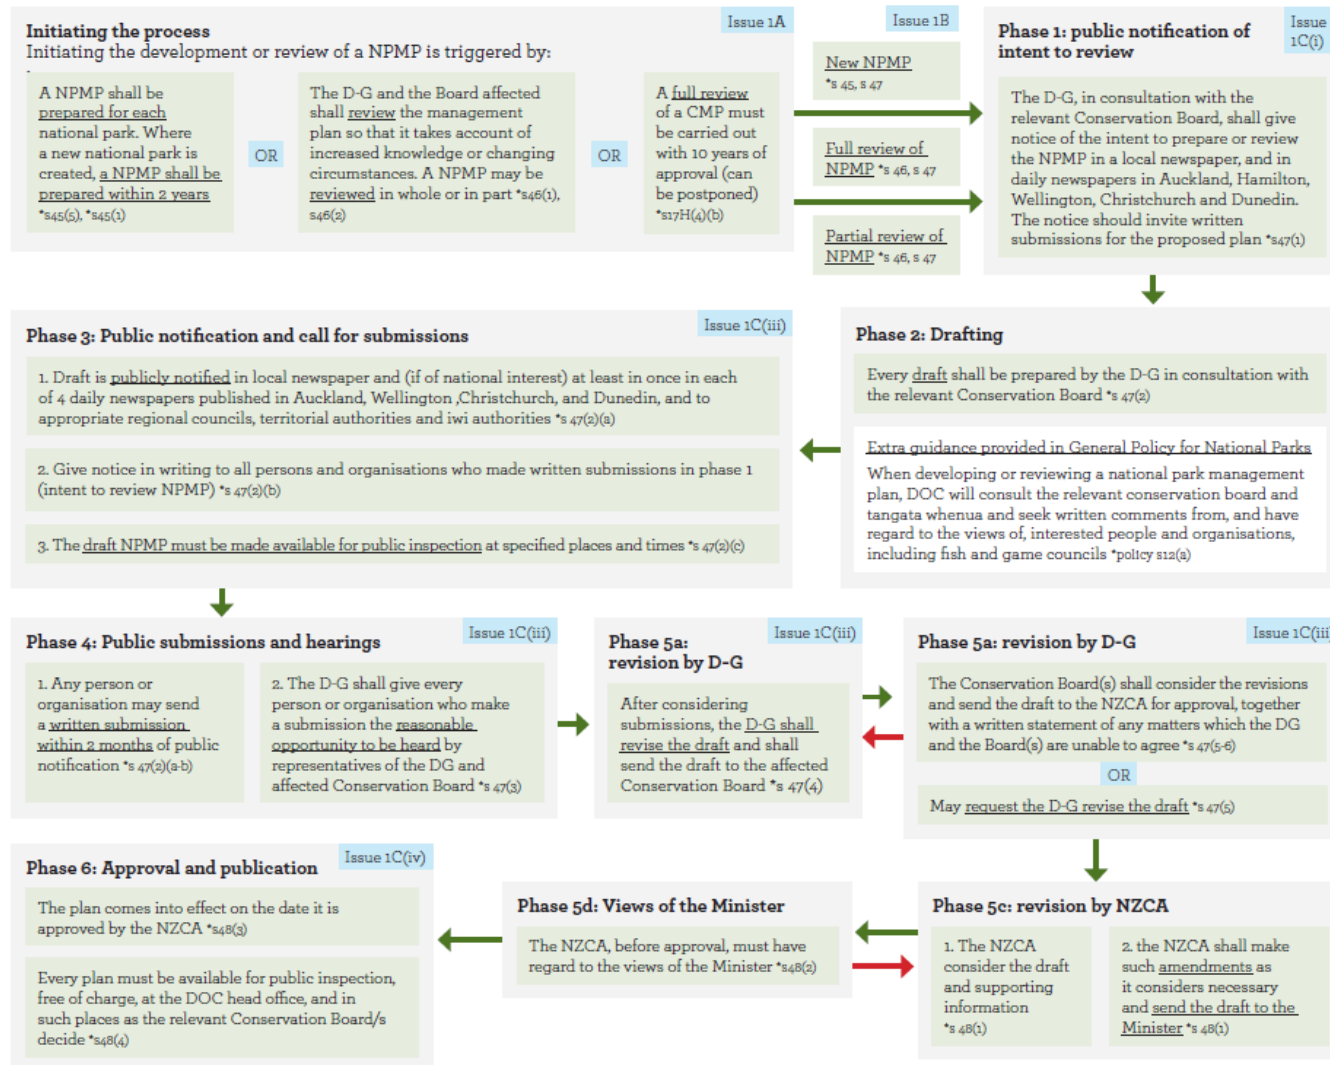 Issue 1A
Initiating the process
Initiating the development or review of a NPMP is triggered by:
A NPMP shall be
prepared for each
national park. Where
a new national park is
created, a NPMP shall be
prepared within 2 years
*s45(5), *s45(1)
OR
The D-G and the Board affected
shall review the management
plan so that it takes account of
increased knowledge or changing
circumstances. A NPMP may be
reviewed in whole or in part *s46(1),
s46(2)
OR
A full review
of a CMP must
be carried out
with 10 years of
approval (can
be postponed)
*s17H(4)(b)
Issue 1B
New NPMP
*s 45, s 47
Full review of
NPMP *s 46, s 47
Partial review of
NPMP *s 46, s 47
Issue
1C(i)
Phase 1: public notification of
intent to review
The D-G, in consultation with the
relevant Conservation Board, shall give
notice of the intent to prepare or review
the NPMP in a local newspaper, and in
daily newspapers in Auckland, Hamilton,
Wellington, Christchurch and Dunedin.
The notice should invite written
submissions for the proposed plan *s47(1)
Phase 2: Drafting
Every draft shall be prepared by the D-G in consultation with
the relevant Conservation Board *s 47(2)
Extra guidance provided in General Policy for National Parks
When developing or reviewing a national park management
plan, DOC will consult the relevant conservation board and
tangata whenua and seek written comments from, and have
regard to the views of, interested people and organisations,
including fish and game councils *policy s12(a)
Issue 1C(iii)
Phase 3: Public notification and call for submissions
1. Draft is publicly notified in local newspaper and (if of national interest) at least in once in each
of 4 daily newspapers published in Auckland, Wellington ,Christchurch, and Dunedin, and to
appropriate regional councils, territorial authorities and iwi authorities *s 47(2)(a)
2. Give notice in writing to all persons and organisations who made written submissions in phase 1
(intent to review NPMP) *s 47(2)(b)
3. The draft NPMP must be made available for public inspection at specified places and times *s 47(2)(c)
Issue 1C(iii)
Phase 4: Public submissions and hearings
1. Any person or
organisation may send
a written submission
within 2 months of public
notification *s 47(2)(a-b)
2. The D-G shall give every
person or organisation who make
a submission the reasonable
opportunity to be heard by
representatives of the DG and
affected Conservation Board *s 47(3)
Issue 1C(iii)
Phase 5a:
revision by D-G
After considering
submissions, the D-G shall
revise the draft and shall
send the draft to the affected
Conservation Board *s 47(4)
Issue 1C(iii)
Phase 5a: revision by D-G
The Conservation Board(s) shall consider the revisions
and send the draft to the NZCA for approval, together
with a written statement of any matters which the DG
and the Board(s) are unable to agree *s 47(5-6)
OR
May request the D-G revise the draft *s 47(5)
Phase 5c: revision by NZCA
1. The NZCA
consider the draft
and supporting
information
*s 48(1)
2. the NZCA shall make
such amendments as
it considers necessary
and send the draft to the
Minister *s 48(1)
Phase 5d: Views of the Minister
The NZCA, before approval, must have
regard to the views of the Minister *s48(2)
Issue 1C(iv)
Phase 6: Approval and publication
The plan comes into effect on the date it is
approved by the NZCA *s48(3)
Every plan must be available for public inspection,
free of charge, at the DOC head office, and in
such places as the relevant Conservation Board/s
decide *s48(4)